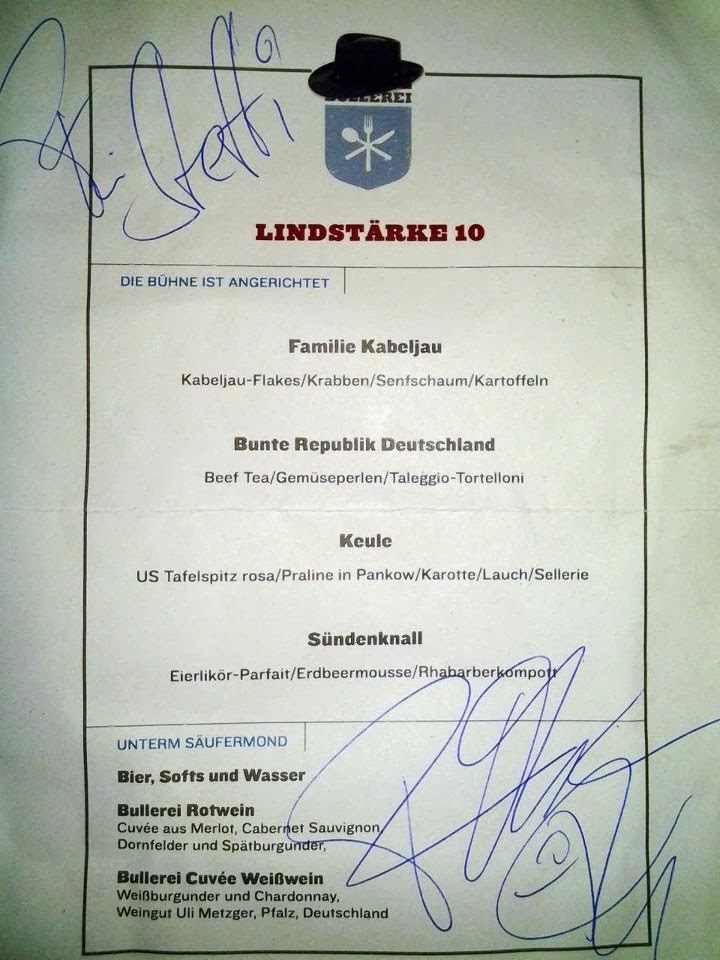 Für Steffi
BULLEREI
LINDSTÄRKE 10
DIE BÜHNE IST ANGERICHTET
Familie Kabeljau
Kabeljau-Flakes/Krabben/Senfschaum/Kartoffeln
Bunte Republik Deutschland
Beef Tea/Gemüseperlen/Taleggio-Tortelloni
Keule
US Tafelspitz rosa/Praline in Pankow/Karotte/Lauch/Sellerie
Sündenknall
Eierlikör-Parfait/Erdbeermousse/Rhabarberkompott
UNTERM SÄUFERMOND
Bier, Softs und Wasser
Bullerei Rotwein
Cuvée aus Merlot, Cabernet Sauvignon,
Dornfelder und Spätburgunder,
Bullerei Cuvée Weißwein
Weißburgunder und Chardonnay,
Weingut Uli Metzger, Pfalz, Deutschland